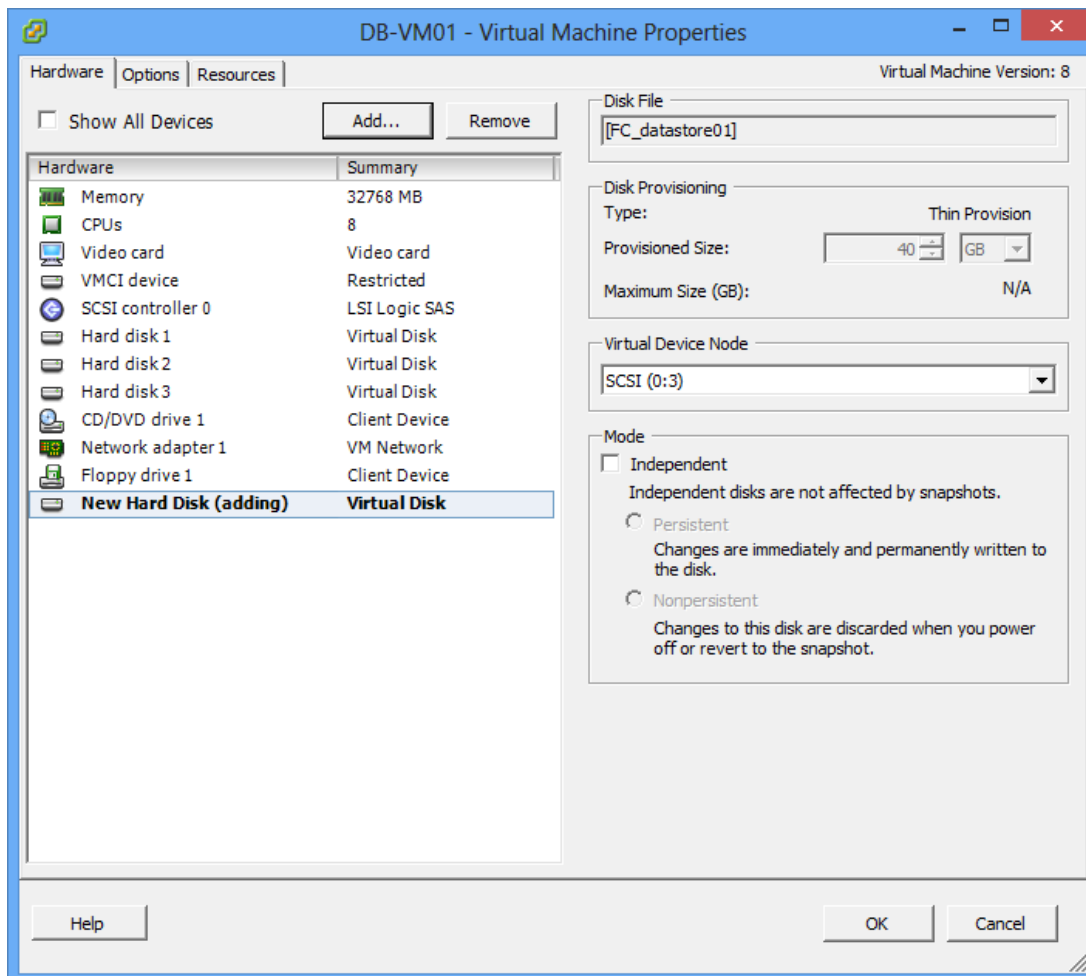 DB-VM01 - Virtual Machine Properties
Hardware Options Resources Virtual Machine Version: 8
Show All Devices Add... Remove
Hardware Summary
Memory 32768 MB
CPUs 8
Video card Video card
VMCI device Restricted
SCSI controller 0 LSI Logic SAS
Hard disk 1 Virtual Disk
Hard disk 2 Virtual Disk
Hard disk 3 Virtual Disk
CD/DVD drive 1 Client Device
Network adapter 1 VM Network
Floppy drive 1 Client Device
New Hard Disk (adding) Virtual Disk
Disk File
[FC_datastore01]
Disk Provisioning
Type: Thin Provision
Provisioned Size: 40 GB
Maximum Size (GB): N/A
Virtual Device Node
SCSI (0:3)
Mode
Independent
Independent disks are not affected by snapshots.
Persistent
Changes are immediately and permanently written to
the disk.
Nonpersistent
Changes to this disk are discarded when you power
off or revert to the snapshot.
Help OK Cancel